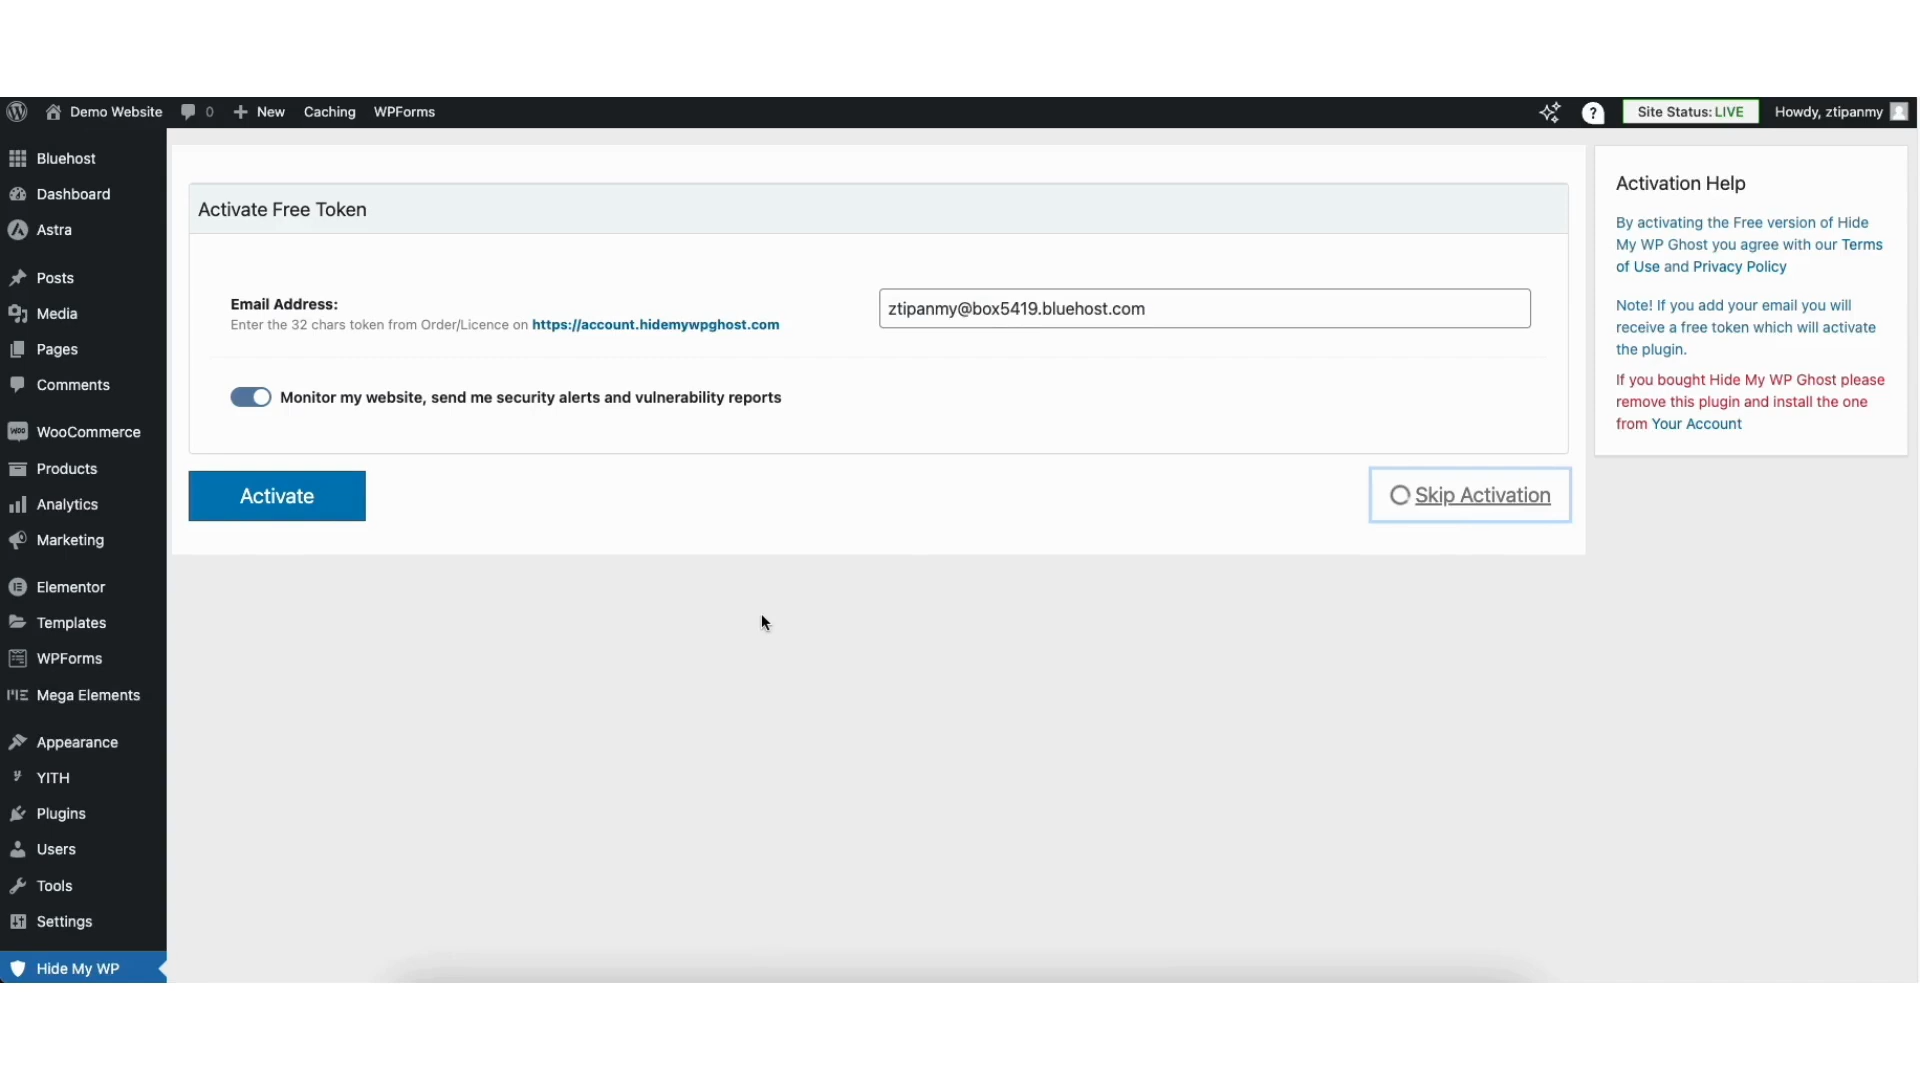 Demo Website 0 New Caching WPForms ? Site Status: LIVE Howdy, ztipanmy
Bluehost
Dashboard
Astra
Posts
Media
Pages
Comments
WooCommerce
Products
Analytics
Marketing
Elementor
Templates
WPForms
Mega Elements
Appearance
YITH
Plugins
Users
Tools
Settings
Hide My WP
Activate Free Token
Email Address:
Enter the 32 chars token from Order/Licence on https://account.hidemywpghost.com
ztipanmy@box5419.bluehost.com
Monitor my website, send me security alerts and vulnerability reports
Activate
Skip Activation
Activation Help
By activating the Free version of Hide
My WP Ghost you agree with our Terms
of Use and Privacy Policy
Note! If you add your email you will
receive a free token which will activate
the plugin.
If you bought Hide My WP Ghost please
remove this plugin and install the one
from Your Account